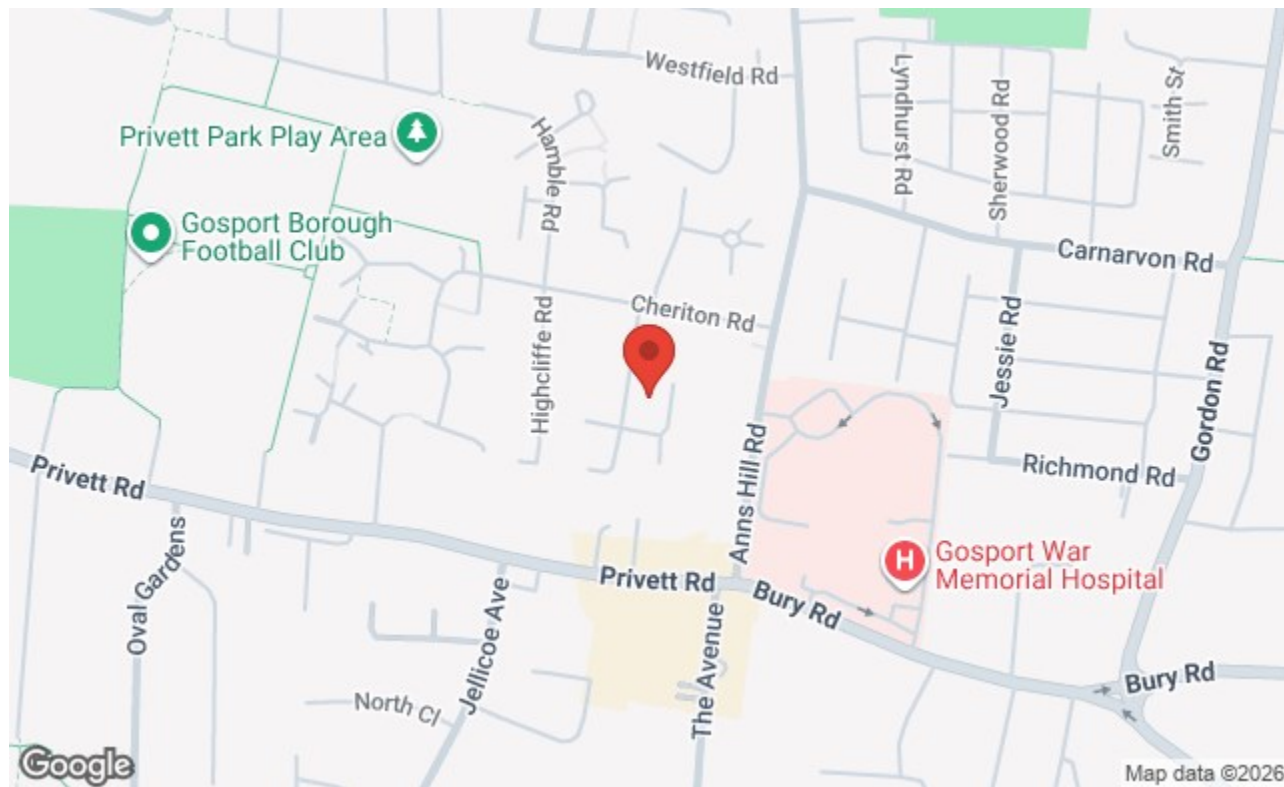 Westfield Rd
Lyndhurst Rd
Sherwood Rd
Smith St
Privett Park Play Area
Hamble Rd
Gosport Borough
Football Club
Carnarvon Rd
Cheriton Rd
Highcliffe Rd
Jessie Rd
Gordon Rd
Anns Hill Rd
Richmond Rd
Privett Rd
Oval Gardens
Gosport War
Memorial Hospital
H
Privett Rd
Bury Rd
Jellicoe Ave
The Avenue
Bury Rd
North Cl
Google
Map data ©2026